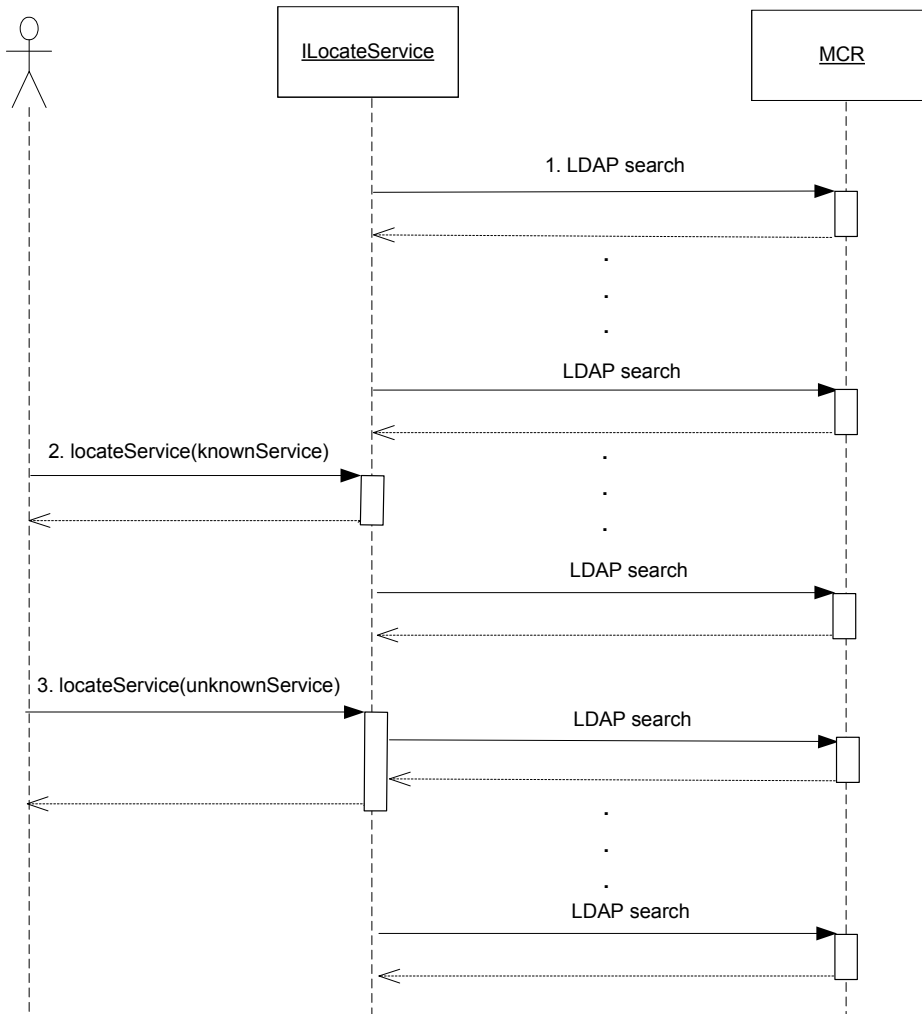 ILocateService
MCR
1. LDAP search
.
.
.
LDAP search
2. locateService(knownService)
.
.
.
LDAP search
3. locateService(unknownService)
LDAP search
.
.
.
LDAP search